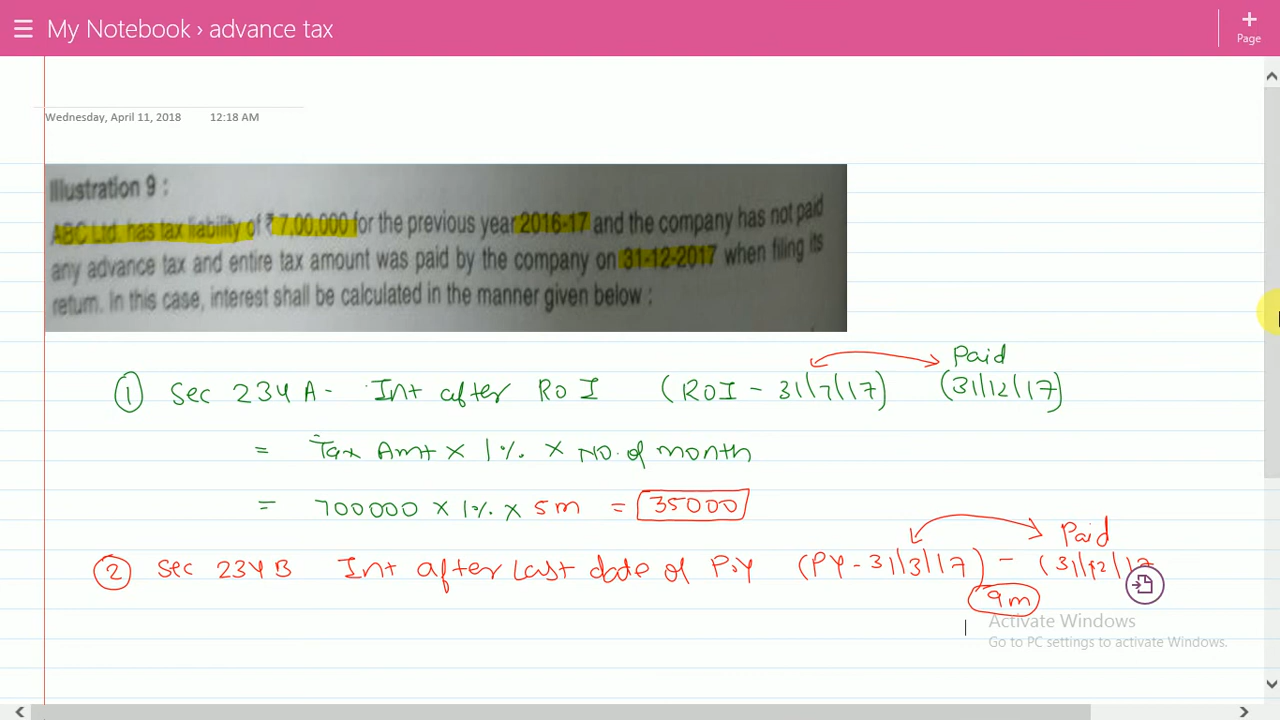 My Notebook › advance tax
Page
Wednesday, April 11, 2018 12:18 AM
Illustration 9 :
ABC Ltd. has tax liability of ₹ 7,00,000 for the previous year 2016-17 and the company has not paid
any advance tax and entire tax amount was paid by the company on 31-12-2017 when filing its
return. In this case, interest shall be calculated in the manner given below :
Paid
① Sec 234 A - Int after ROI (ROI - 31/7/17) (31/12/17)
= Tax Amt × 1% × No. of month
= 700000 × 1% × 5m = 35000
Paid
② Sec 234B Int after Last date of P.Y (PY - 31/3/17) - (31/12/17
9m
Activate Windows
Go to PC settings to activate Windows.